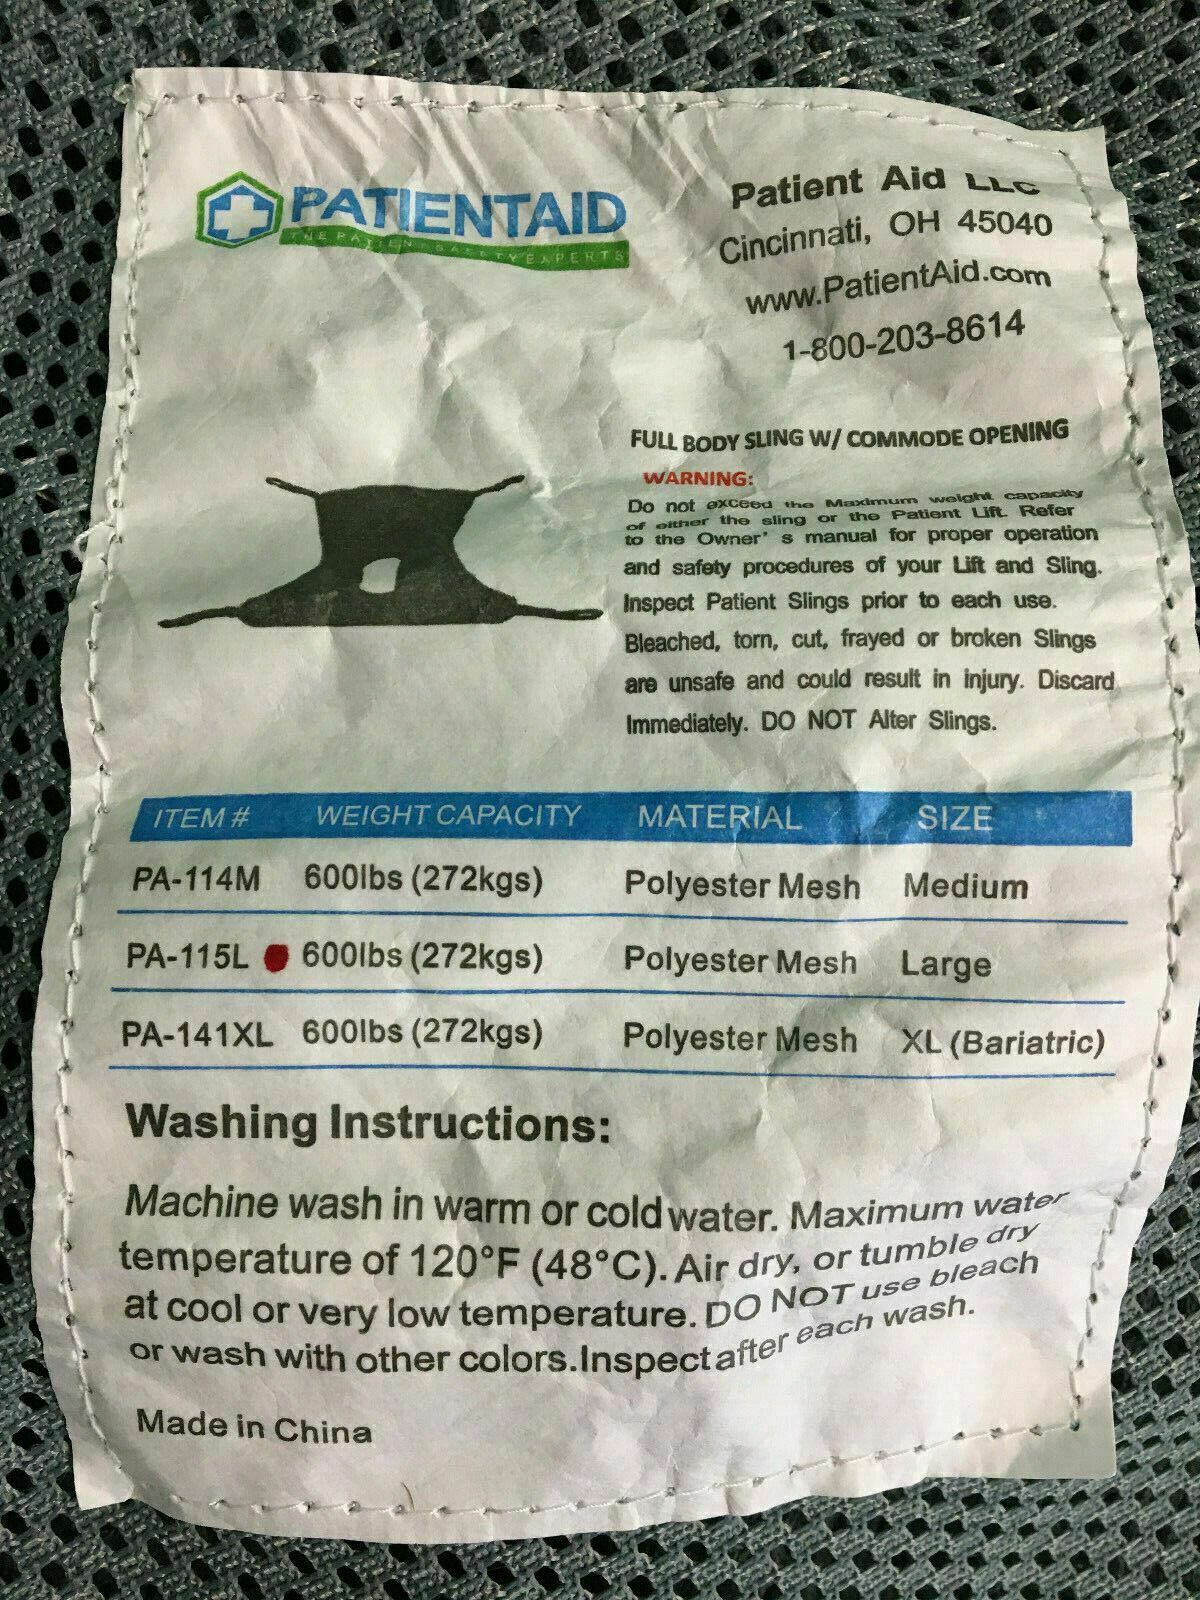 PATIENTAID
THE PATIENT SAFETY EXPERTS
Patient Aid LLC
Cincinnati, OH 45040
www.PatientAid.com
1-800-203-8614
FULL BODY SLING W/ COMMODE OPENING
WARNING:
Do not exceed the Maximum weight capacity
of either the sling or the Patient Lift. Refer
to the Owner' s manual for proper operation
and safety procedures of your Lift and Sling.
Inspect Patient Slings prior to each use.
Bleached, torn, cut, frayed or broken Slings
are unsafe and could result in injury. Discard
Immediately. DO NOT Alter Slings.
ITEM # WEIGHT CAPACITY MATERIAL SIZE
PA-114M 600lbs (272kgs) Polyester Mesh Medium
PA-115L 600lbs (272kgs) Polyester Mesh Large
PA-141XL 600lbs (272kgs) Polyester Mesh XL (Bariatric)
Washing Instructions:
Machine wash in warm or cold water. Maximum water
temperature of 120°F (48°C). Air dry, or tumble dry
at cool or very low temperature. DO NOT use bleach
or wash with other colors.Inspect after each wash.
Made in China